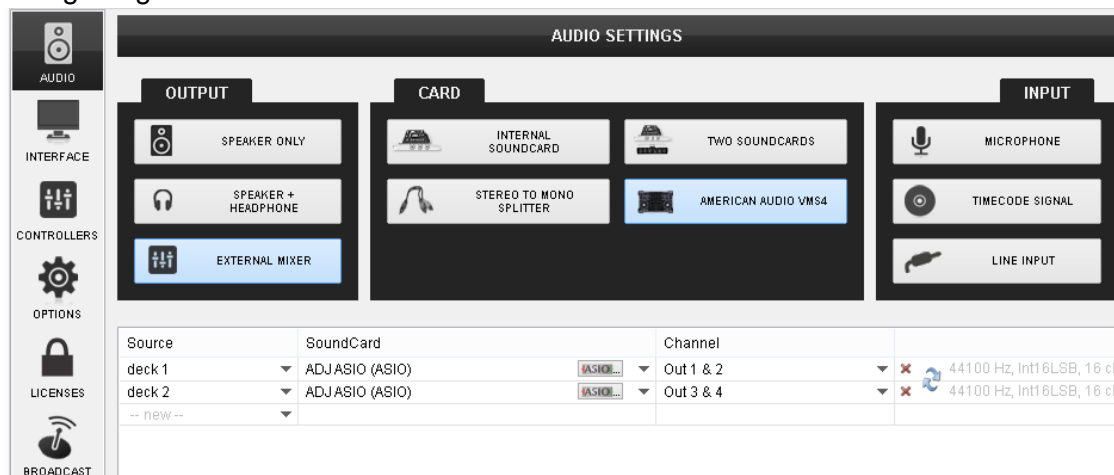 AUDIO SETTINGS
AUDIO
INTERFACE
CONTROLLERS
OPTIONS
LICENSES
BROADCAST
OUTPUT
SPEAKER ONLY
SPEAKER +
HEADPHONE
EXTERNAL MIXER
CARD
INTERNAL
SOUNDCARD
TWO SOUNDCARDS
STEREO TO MONO
SPLITTER
AMERICAN AUDIO VMS4
INPUT
MICROPHONE
TIMECODE SIGNAL
LINE INPUT
Source SoundCard Channel
deck 1 ADJ ASIO (ASIO) ASIO... Out 1 & 2 44100 Hz, Int16LSB, 16 c
deck 2 ADJ ASIO (ASIO) ASIO... Out 3 & 4 44100 Hz, Int16LSB, 16 c
-- new --